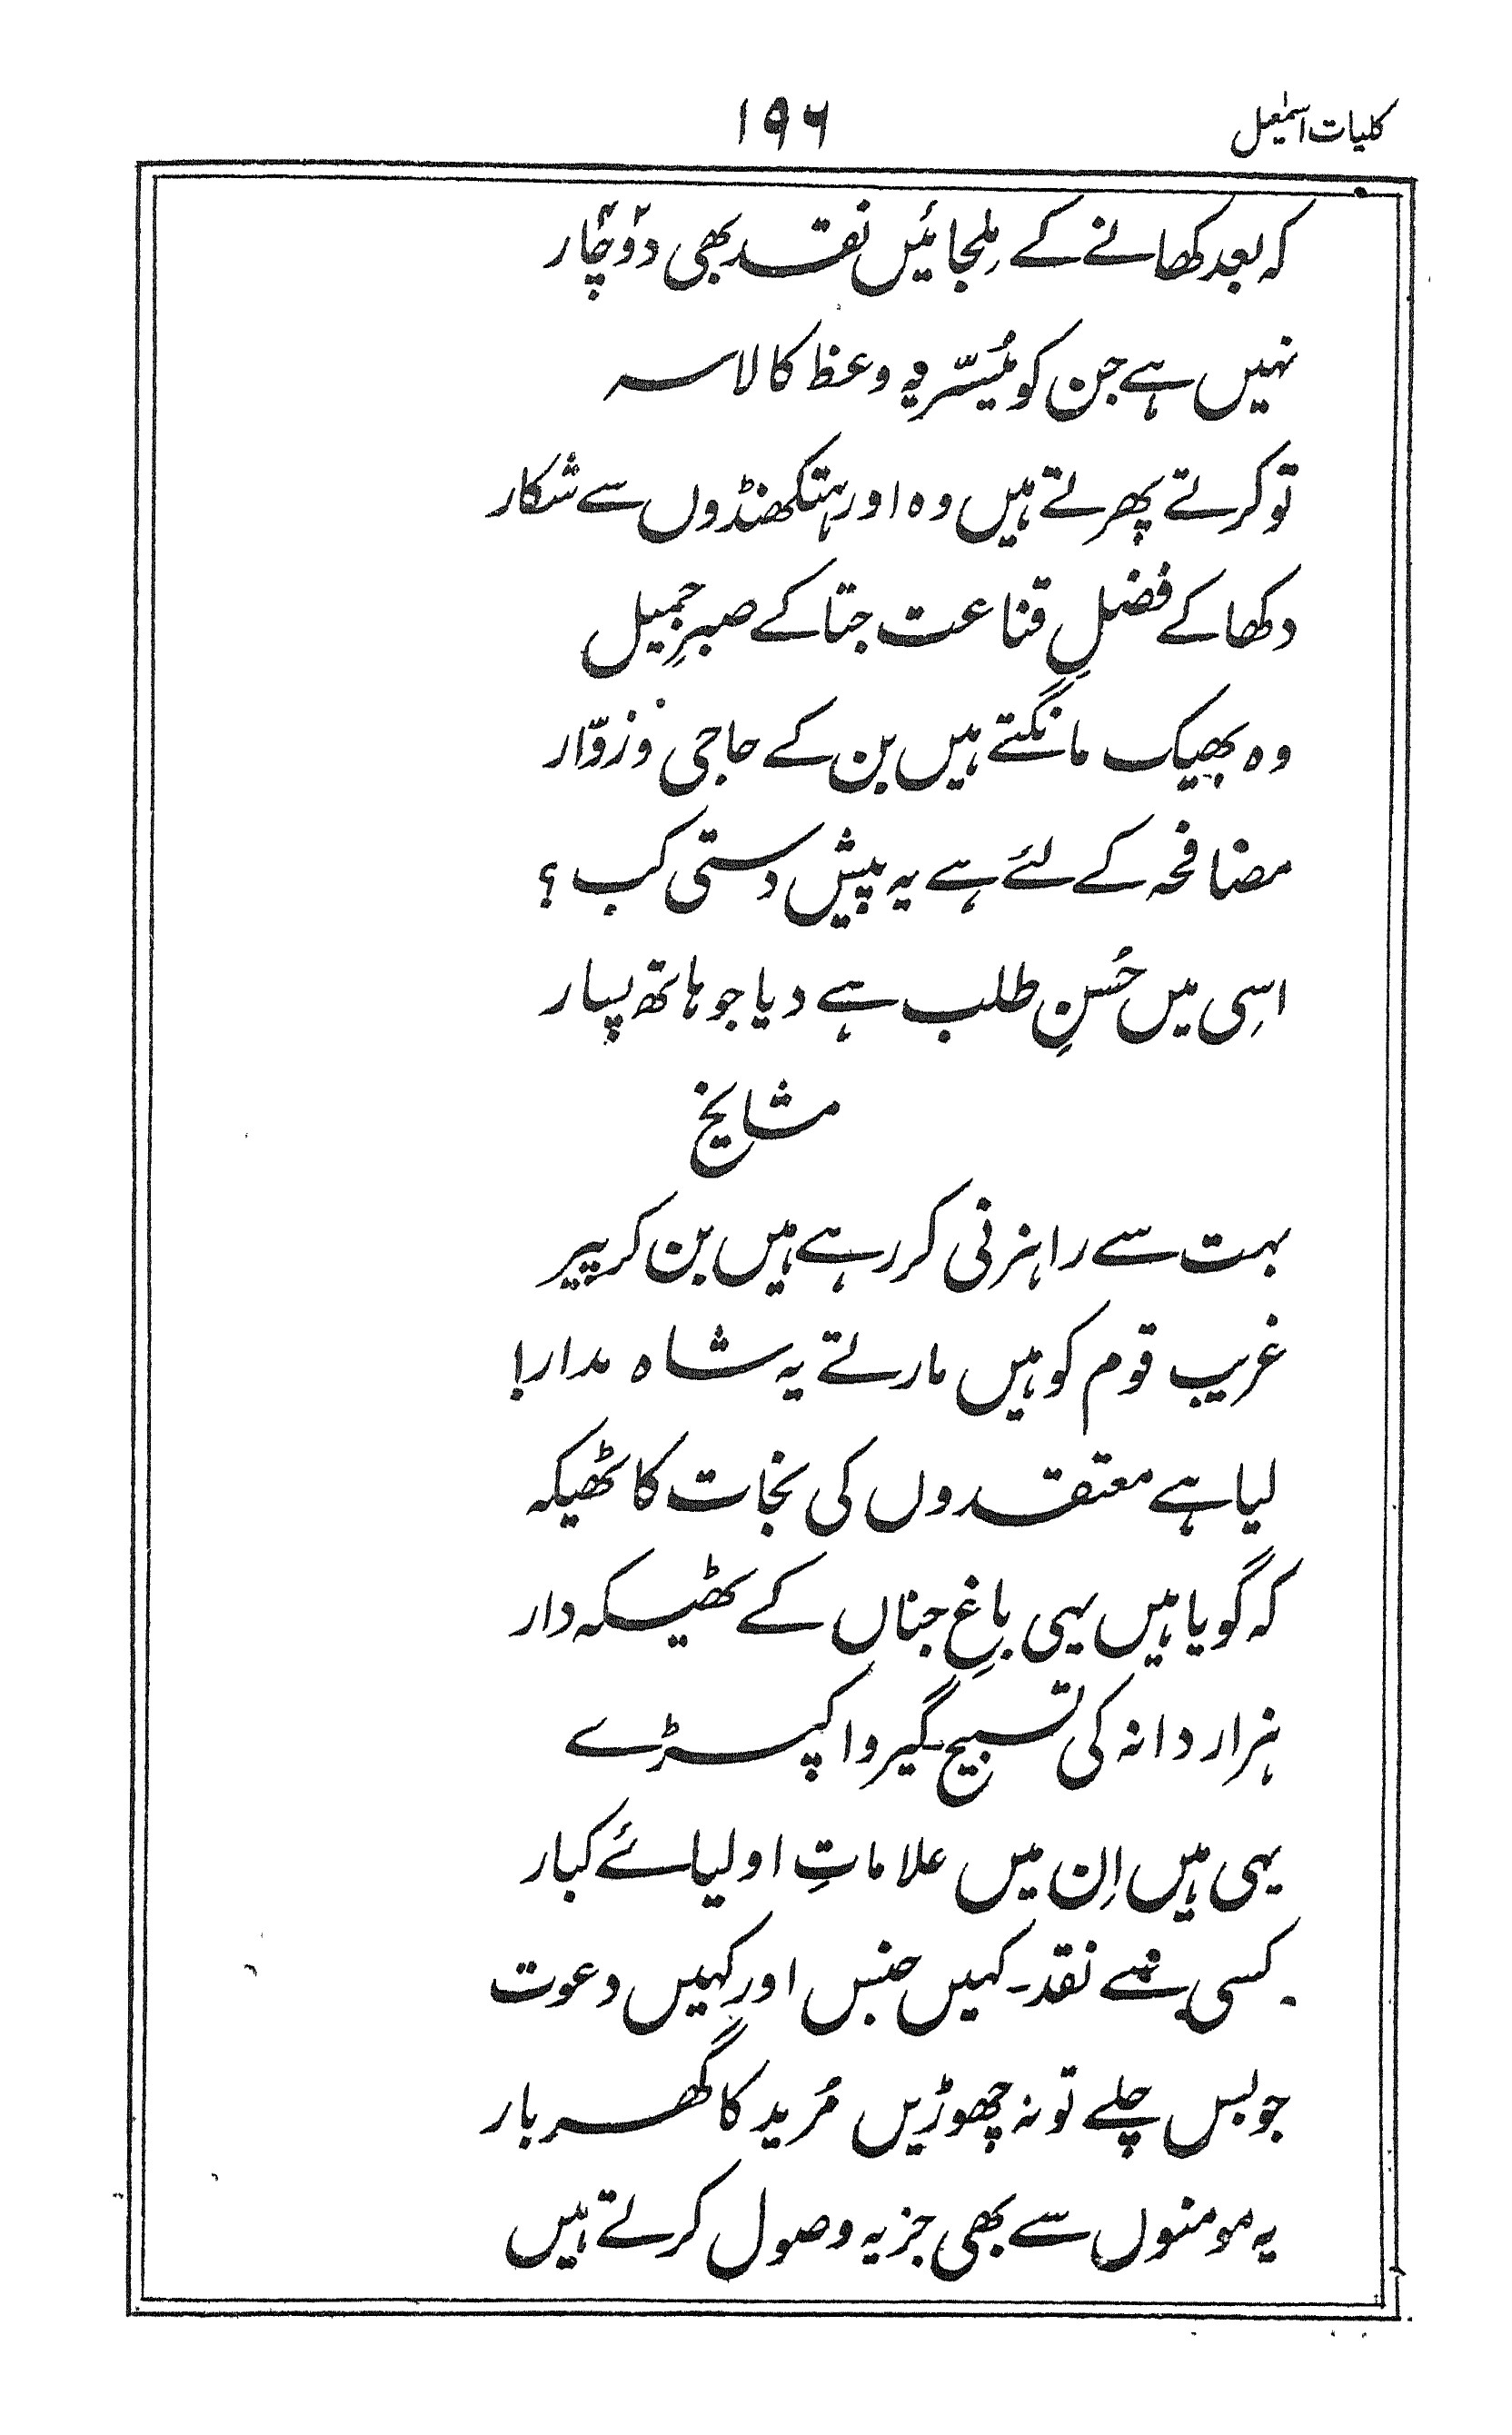 کلیات اسمٰعیل
۱۹۶
کہ بعد کھانے کے مِلجائیں نقد بھی دو چار
نہیں ہے جن کو مُیسّر یہ وعظ کا لاسہ
تو کرتے پھرتے ہیں وہ اور ہتکھنڈوں سے شکار
دکھا کے فضلِ قناعت جتا کے صبرِ جمیل
وہ بھیک مانگتے ہیں بن کے حاجی و زوّار
مصافحہ کے لئے ہے یہ پیش دستی کب ؟
اسِی میں حُسنِ طلب ہے دیا جو ہاتھ پسار
مشایخ
بہت سے راہزنی کر رہے ہیں بن کر پیر
غریب قوم کو ہیں مارتے یہ شاہ مدار!
لیا ہے معتقدوں کی نجات کا ٹھیکہ
کہ گویا ہیں یہی باغِ جناں کے ٹھیکہ دار
ہزار دانہ کی تسبیح گیروا کپڑے
یہی ہیں اِن میں علاماتِ اولیائے کبار
کسی سے نقد۔ کہیں جنس اور کہیں دعوت
جو بس چلے تو نہ چھوڑیں مُرید کا گھر بار
یہ مومنوں سے بھی جزیہ وصول کرتے ہیں